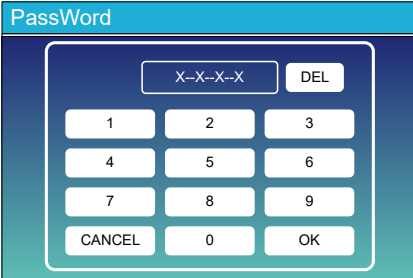 PassWord
X--X--X--X DEL
1 2 3
4 5 6
7 8 9
CANCEL 0 OK